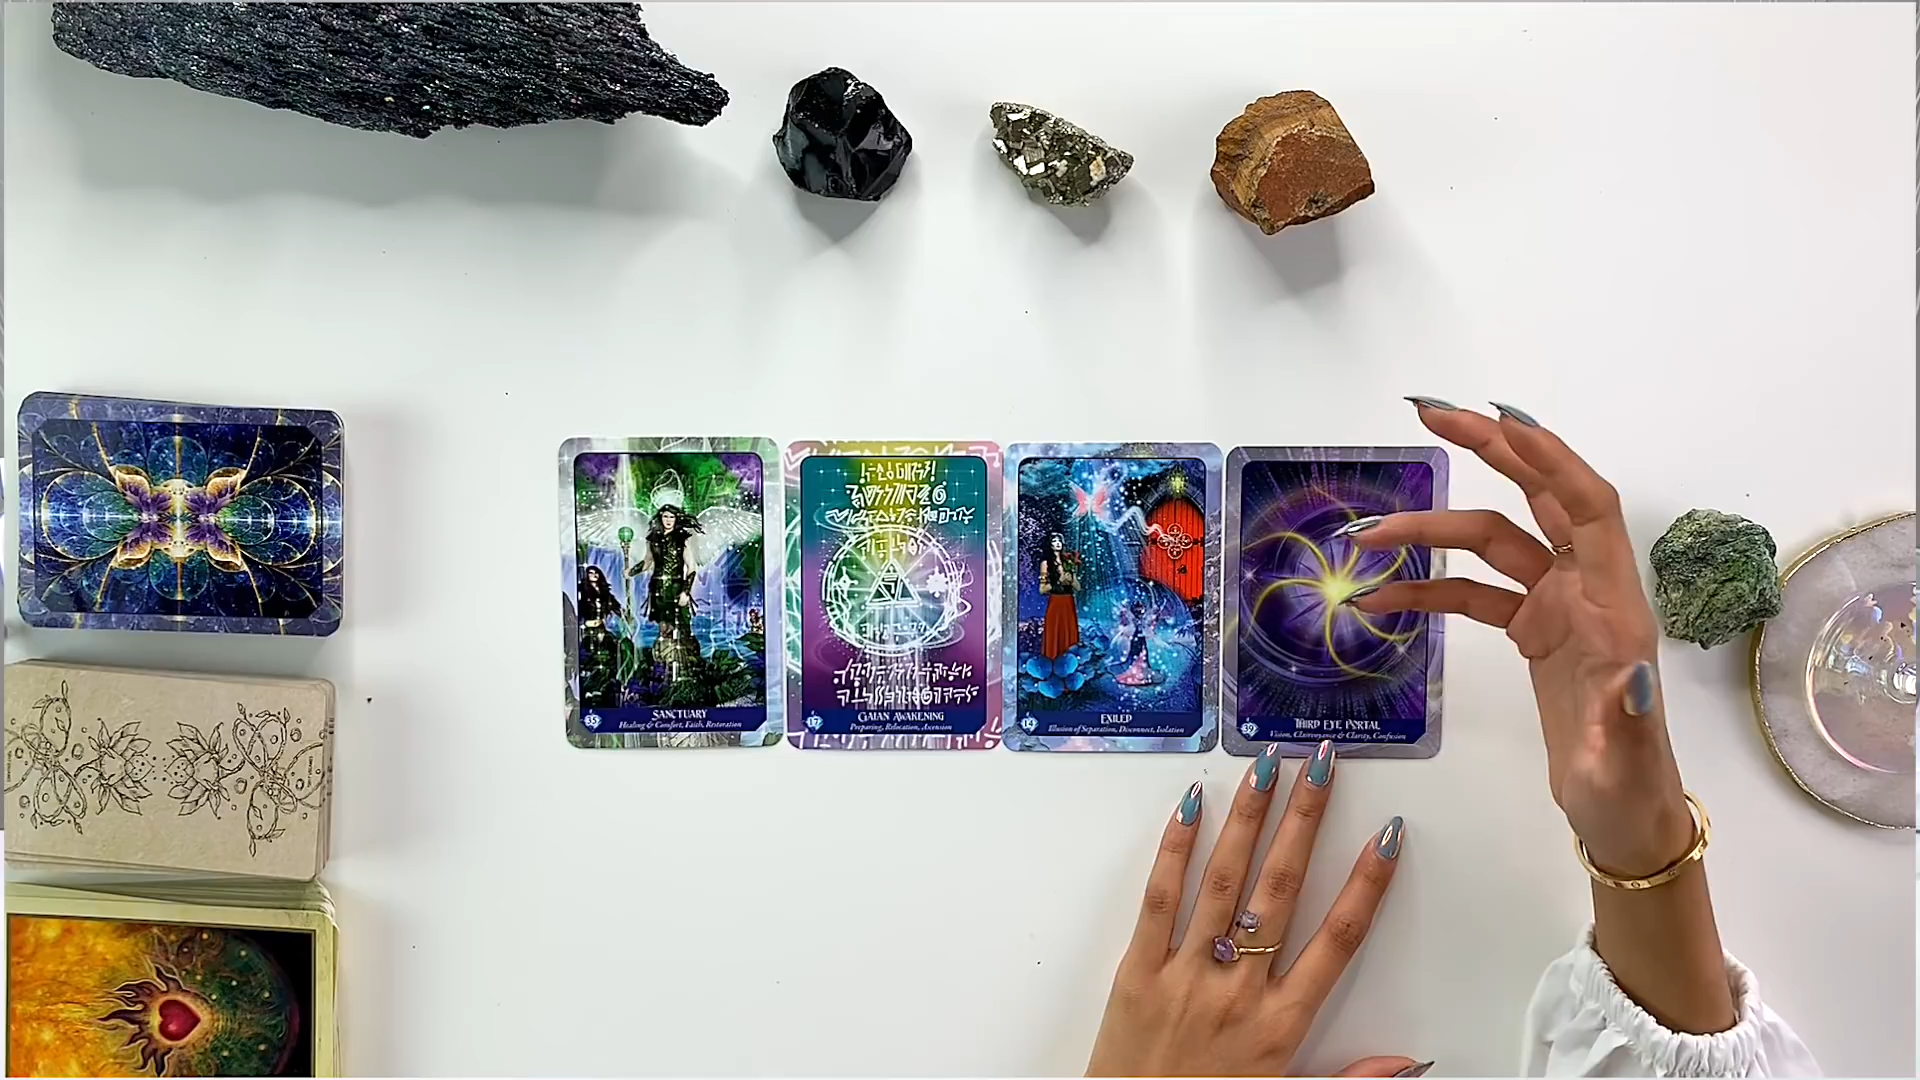 35
SANCTUARY
Healing & Comfort, Faith, Restoration
17
GAIAN AWAKENING
Preparing, Relocation, Ascension
14
EXILED
Illusion of Separation, Disconnect, Isolation
39
THIRD EYE PORTAL
Vision, Clairvoyance & Clarity, Confusion